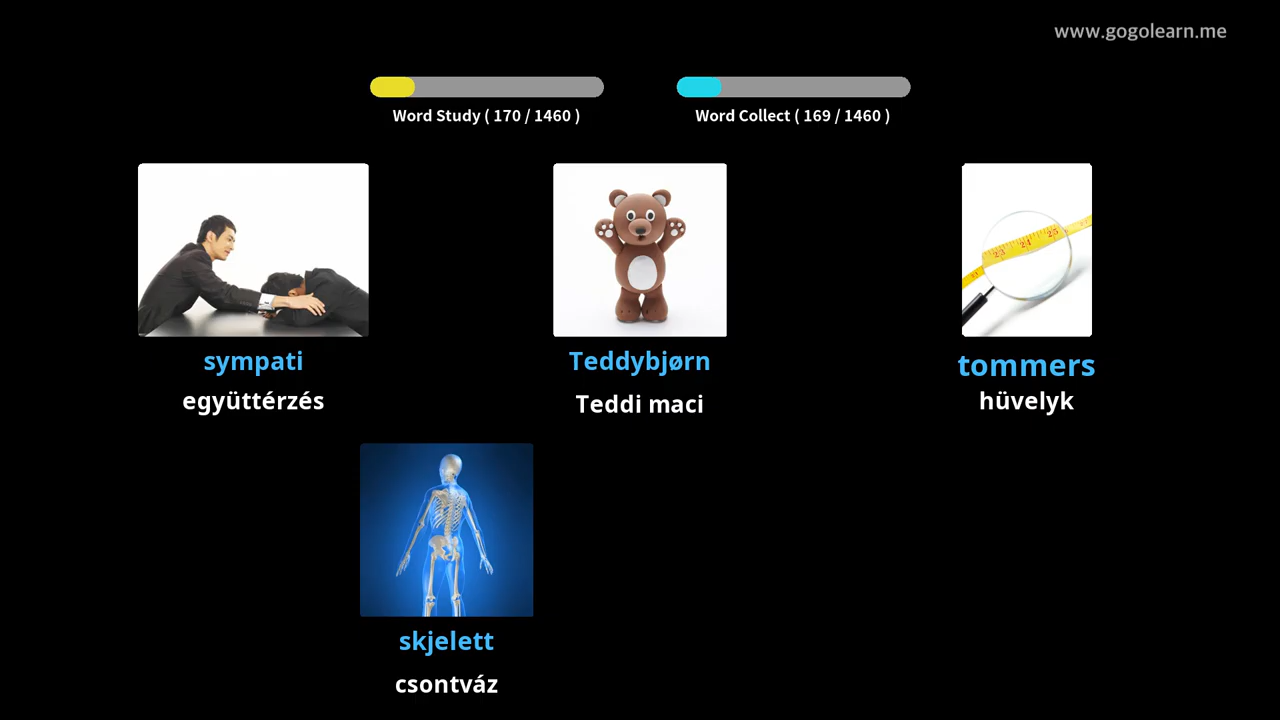 www.gogolearn.me
Word Study ( 170 / 1460 )
Word Collect ( 169 / 1460 )
sympati
együttérzés
Teddybjørn
Teddi maci
tommers
hüvelyk
skjelett
csontváz